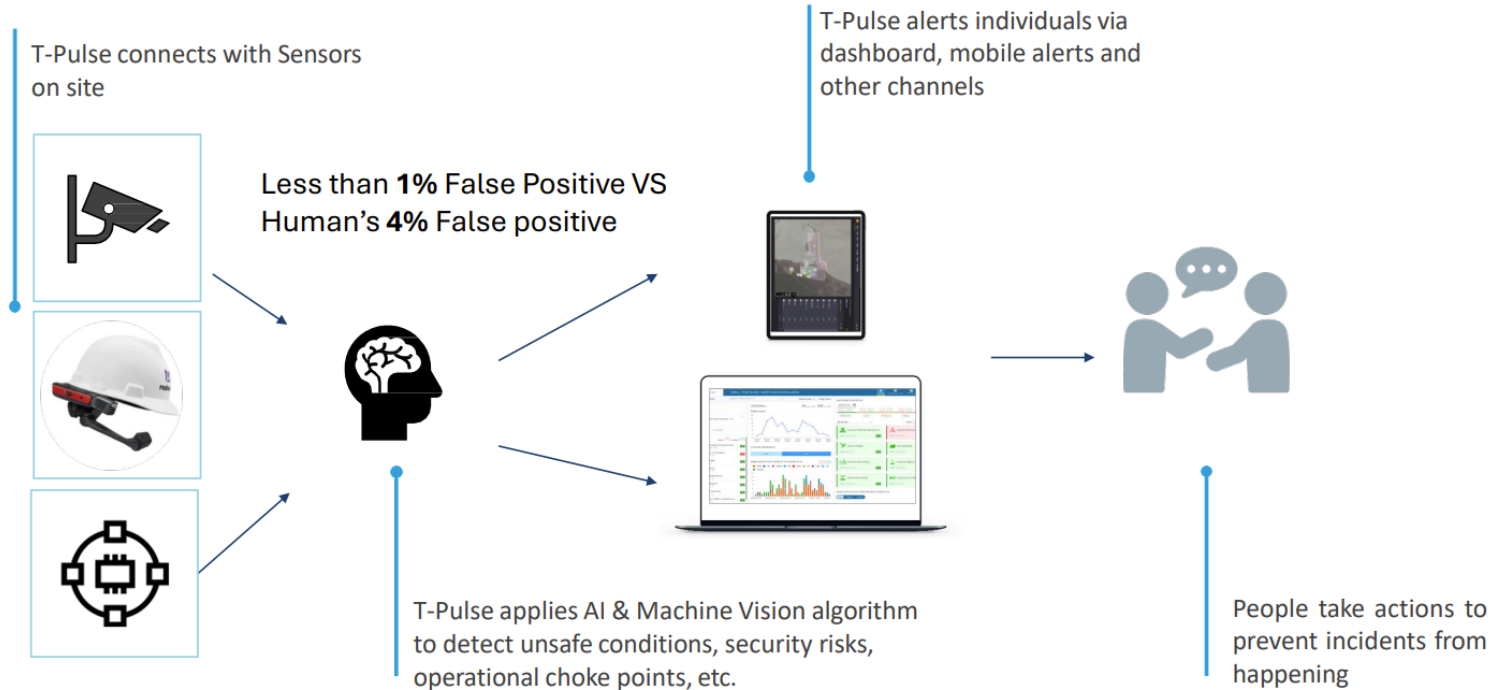 T-Pulse connects with Sensors
on site
T-Pulse alerts individuals via
dashboard, mobile alerts and
other channels
Less than 1% False Positive VS
Human’s 4% False positive
T-Pulse applies AI & Machine Vision algorithm
to detect unsafe conditions, security risks,
operational choke points, etc.
People take actions to
prevent incidents from
happening